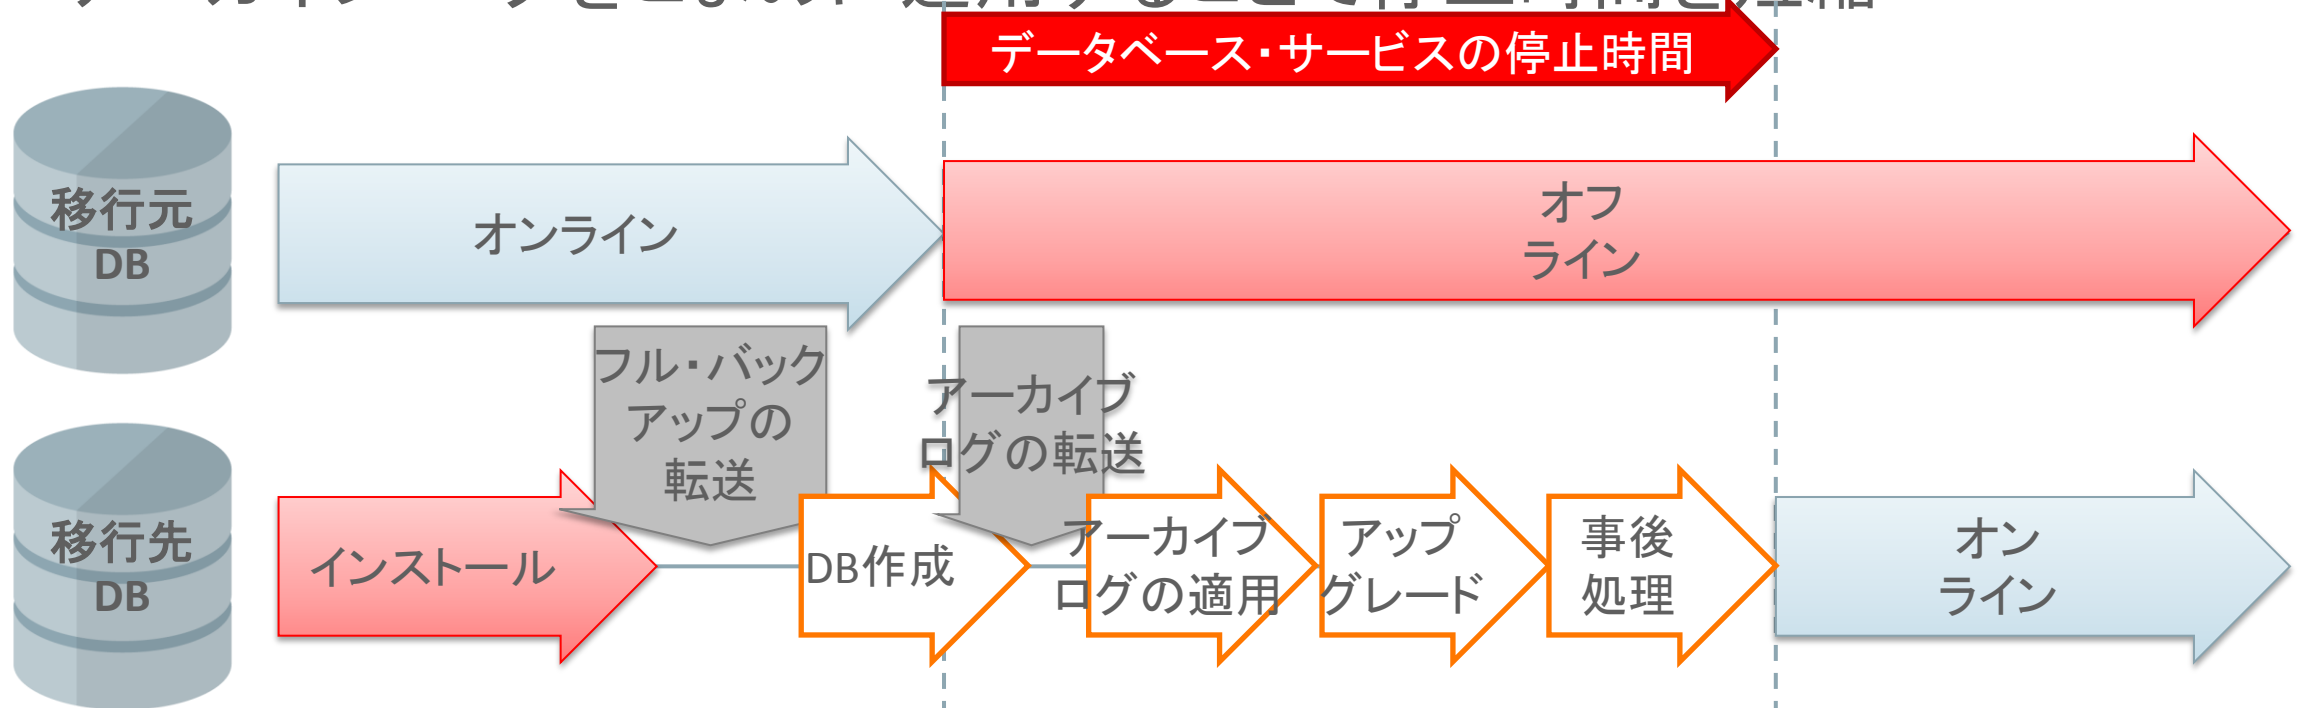 データベース・サービスの停止時間
移行元
DB
オンライン
オフ
ライン
フル・バック
アップの
転送
アーカイブ
ログの転送
移行先
DB
インストール
DB作成
アーカイブ
ログの適用
アップ
グレード
事後
処理
オン
ライン